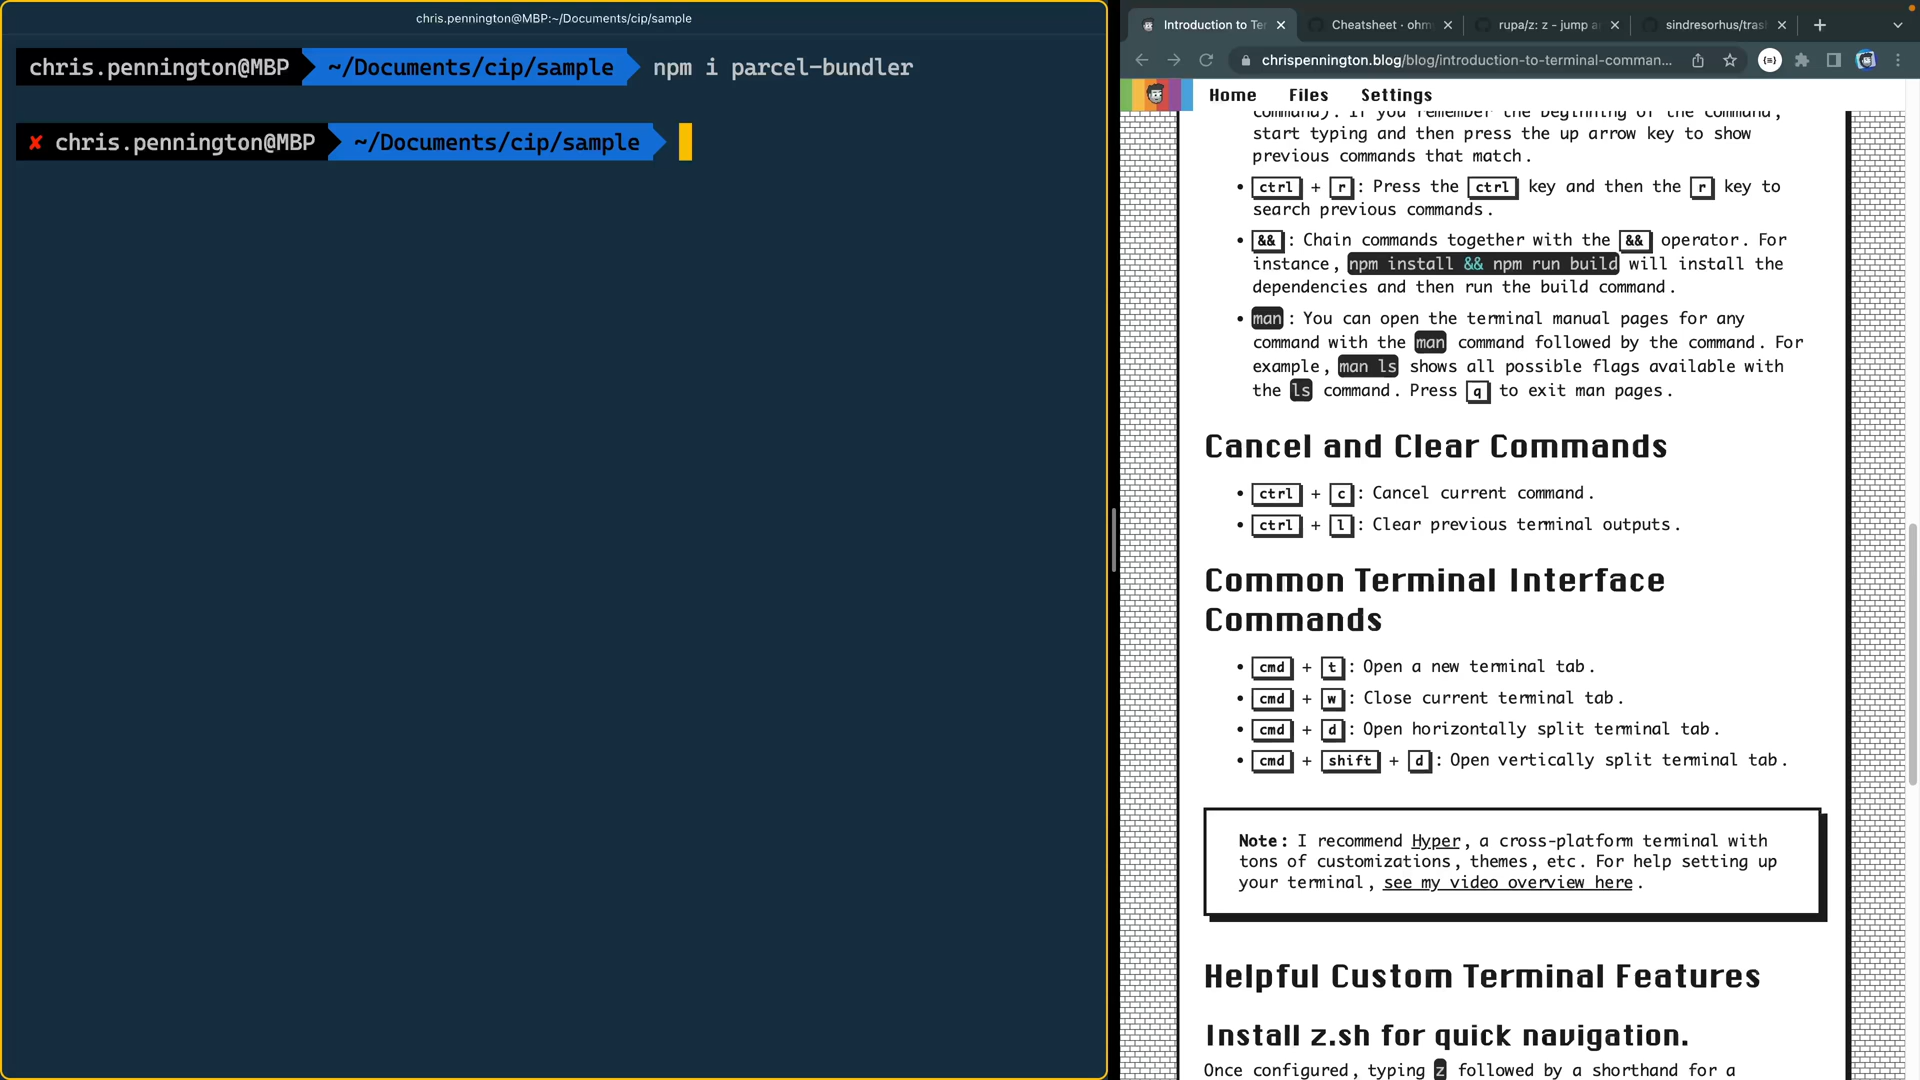 chris.pennington@MBP:~/Documents/cip/sample
chris.pennington@MBP ~/Documents/cip/sample npm i parcel-bundler
✘ chris.pennington@MBP ~/Documents/cip/sample
Introduction to Ter
Cheatsheet · ohm
rupa/z: z - jump a
sindresorhus/tras
chrispennington.blog/blog/introduction-to-terminal-comman...
Home Files Settings
command). If you remember the beginning of the command,
start typing and then press the up arrow key to show
previous commands that match.
• ctrl + r: Press the ctrl key and then the r key to
search previous commands.
• &&: Chain commands together with the && operator. For
instance, npm install && npm run build will install the
dependencies and then run the build command.
• man: You can open the terminal manual pages for any
command with the man command followed by the command. For
example, man ls shows all possible flags available with
the ls command. Press q to exit man pages.
Cancel and Clear Commands
• ctrl + c: Cancel current command.
• ctrl + l: Clear previous terminal outputs.
Common Terminal Interface
Commands
• cmd + t: Open a new terminal tab.
• cmd + w: Close current terminal tab.
• cmd + d: Open horizontally split terminal tab.
• cmd + shift + d: Open vertically split terminal tab.
Note: I recommend Hyper, a cross-platform terminal with
tons of customizations, themes, etc. For help setting up
your terminal, see my video overview here.
Helpful Custom Terminal Features
Install z.sh for quick navigation.
Once configured, typing z followed by a shorthand for a